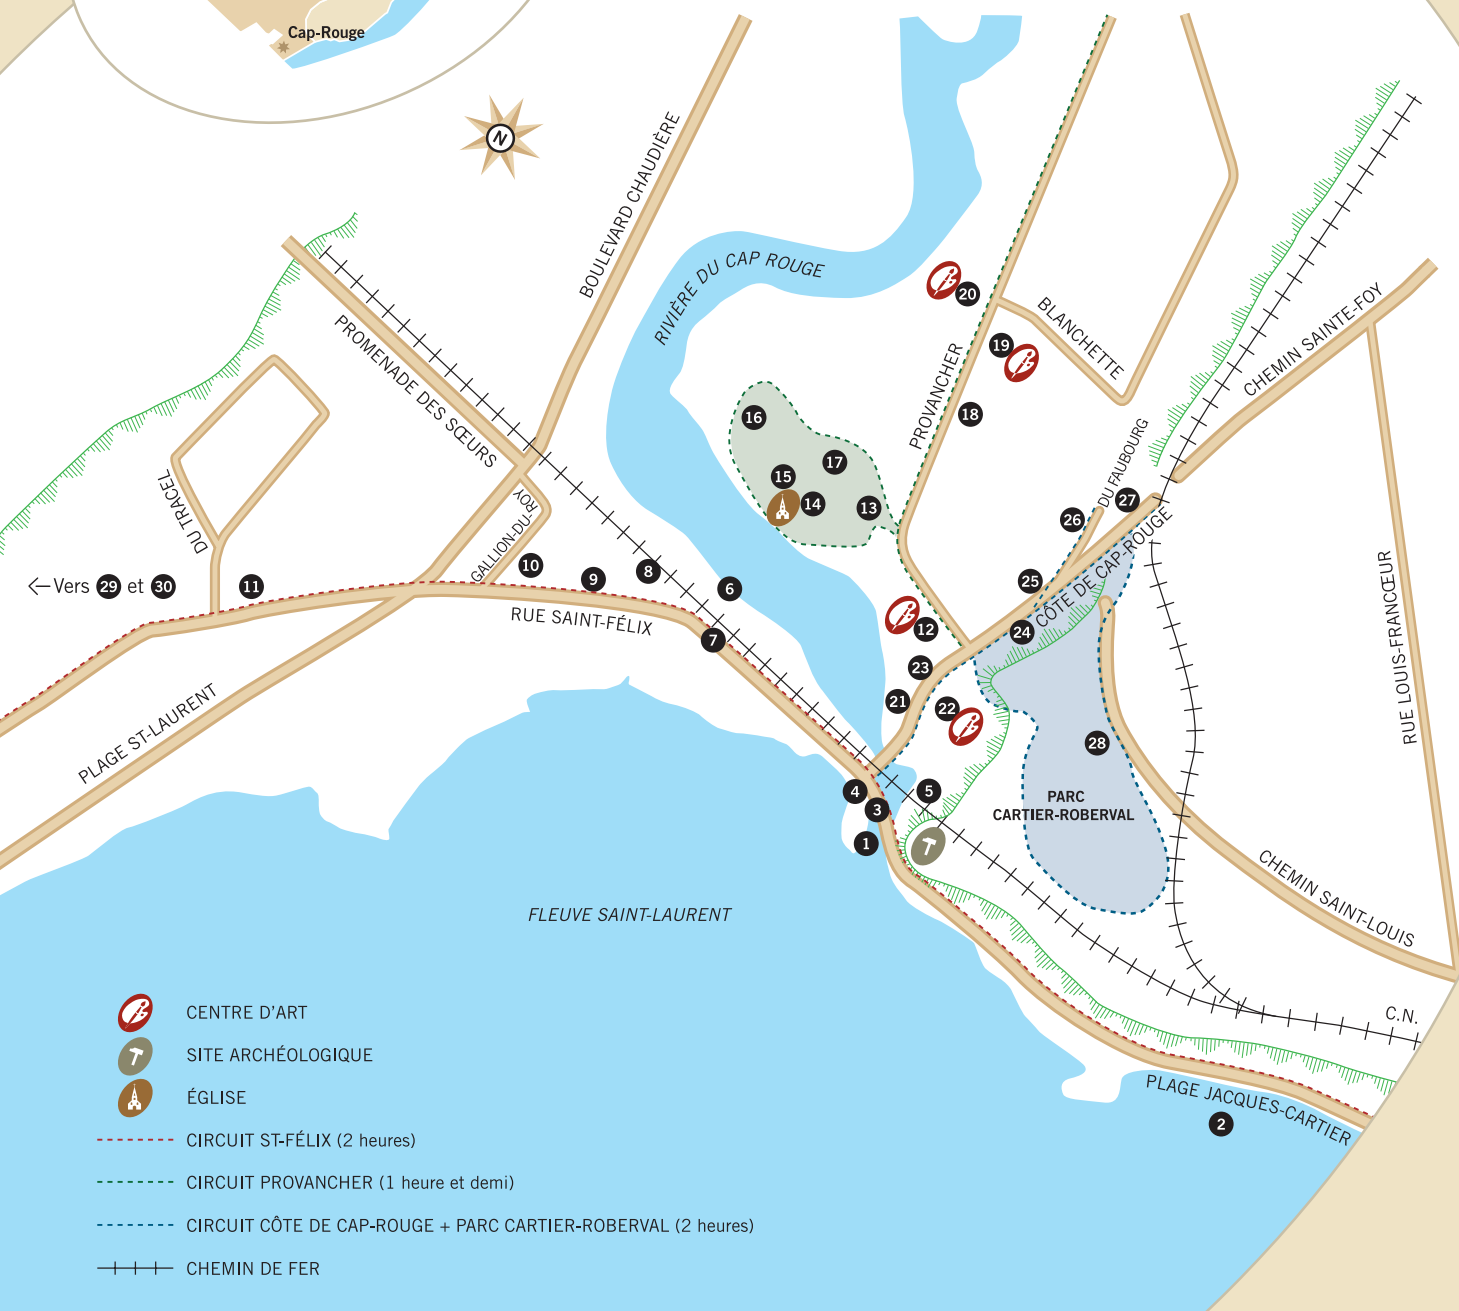 Cap-Rouge
N
BOULEVARD CHAUDIÈRE
RIVIÈRE DU CAP ROUGE
PROMENADE DES SŒURS
20
BLANCHETTE
CHEMIN SAINTE-FOY
19
PROVANCHER
18
16
17
15
14
13
DU FAUBOURG
27
26
DU TRACEL
GALLION-DU-ROY
CÔTE DE CAP-ROUGE
← Vers 29 et 30
11
10
9
8
6
25
RUE SAINT-FÉLIX
7
12
24
23
21
22
28
RUE LOUIS-FRANCŒUR
PLAGE ST-LAURENT
4
3
5
1
PARC
CARTIER-ROBERVAL
CHEMIN SAINT-LOUIS
FLEUVE SAINT-LAURENT
C.N.
PLAGE JACQUES-CARTIER
2
CENTRE D'ART
SITE ARCHÉOLOGIQUE
ÉGLISE
CIRCUIT ST-FÉLIX (2 heures)
CIRCUIT PROVANCHER (1 heure et demi)
CIRCUIT CÔTE DE CAP-ROUGE + PARC CARTIER-ROBERVAL (2 heures)
CHEMIN DE FER